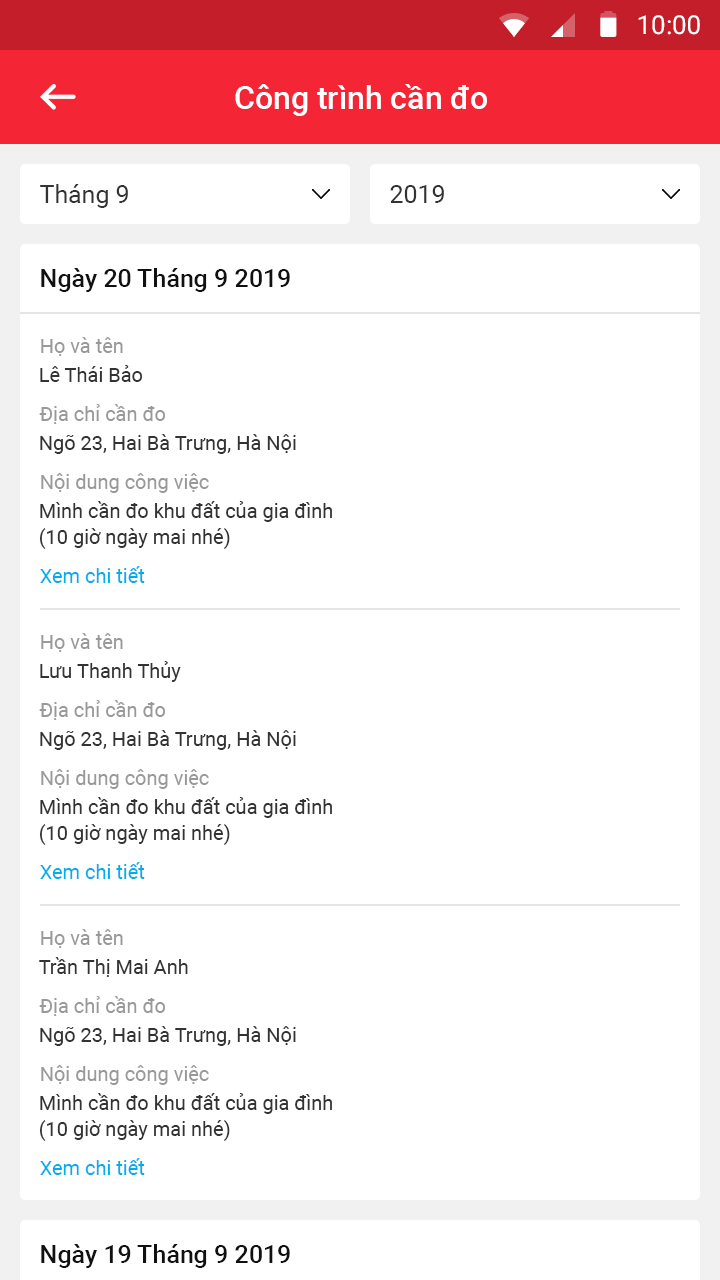 10:00
Công trình cần đo
Tháng 9
2019
Ngày 20 Tháng 9 2019
Họ và tên
Lê Thái Bảo
Địa chỉ cần đo
Ngõ 23, Hai Bà Trưng, Hà Nội
Nội dung công việc
Mình cần đo khu đất của gia đình
(10 giờ ngày mai nhé)
Xem chi tiết
Họ và tên
Lưu Thanh Thủy
Địa chỉ cần đo
Ngõ 23, Hai Bà Trưng, Hà Nội
Nội dung công việc
Mình cần đo khu đất của gia đình
(10 giờ ngày mai nhé)
Xem chi tiết
Họ và tên
Trần Thị Mai Anh
Địa chỉ cần đo
Ngõ 23, Hai Bà Trưng, Hà Nội
Nội dung công việc
Mình cần đo khu đất của gia đình
(10 giờ ngày mai nhé)
Xem chi tiết
Ngày 19 Tháng 9 2019